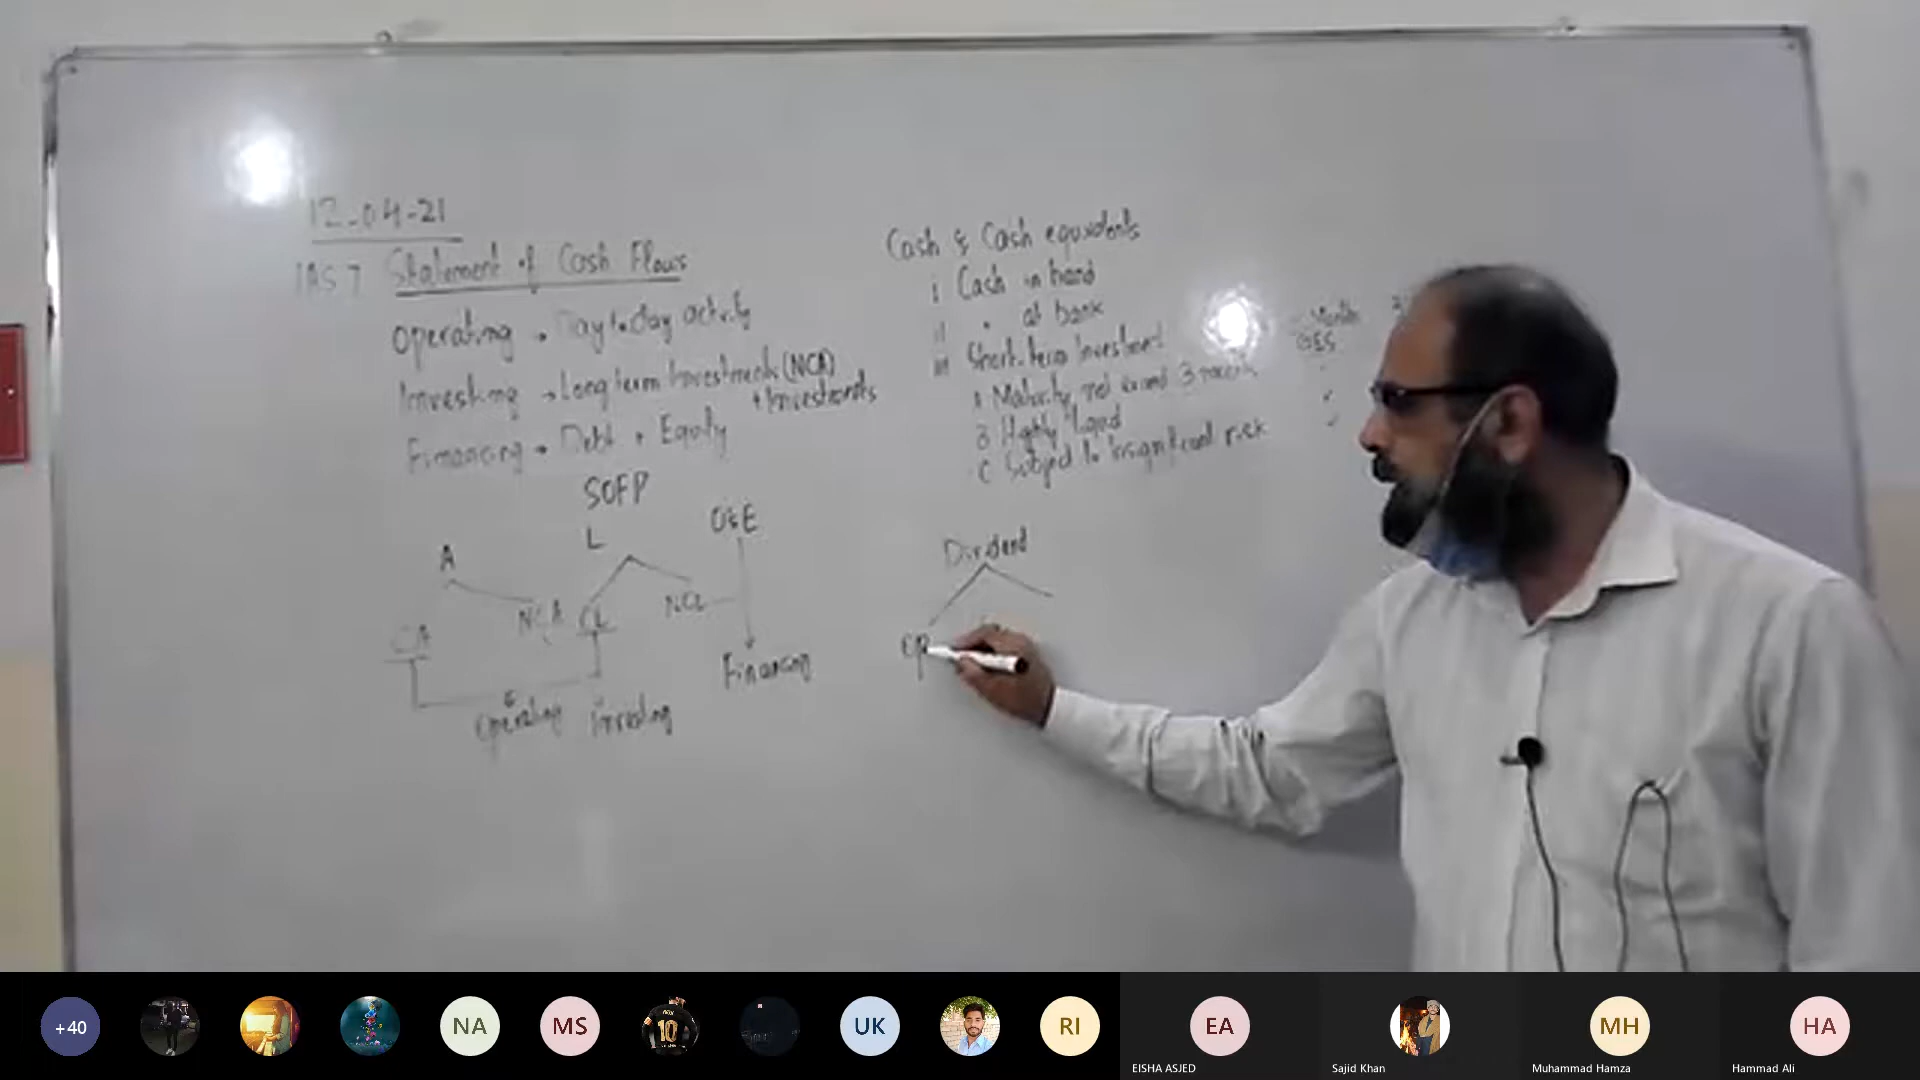 12-04-21
IAS 7 Statement of Cash Flows
Operating → Day to day activity
Investing → Long term Investments (NCA)
+ Investments
Financing → Debt + Equity
SOFP
A
L
O's E
CA
NCA
CL
NCL
Operating
Investing
Financing
Cash & Cash equivalents
i Cash in hand
ii " at bank
iii Short-term Investment
Maturity not exceed 3 months
B Highly liquid
C Subject to insignificant risk
Month
Dividend
+40
NA
MS
10
UK
RI
EA
EISHA ASJED
Sajid Khan
MH
Muhammad Hamza
HA
Hammad Ali